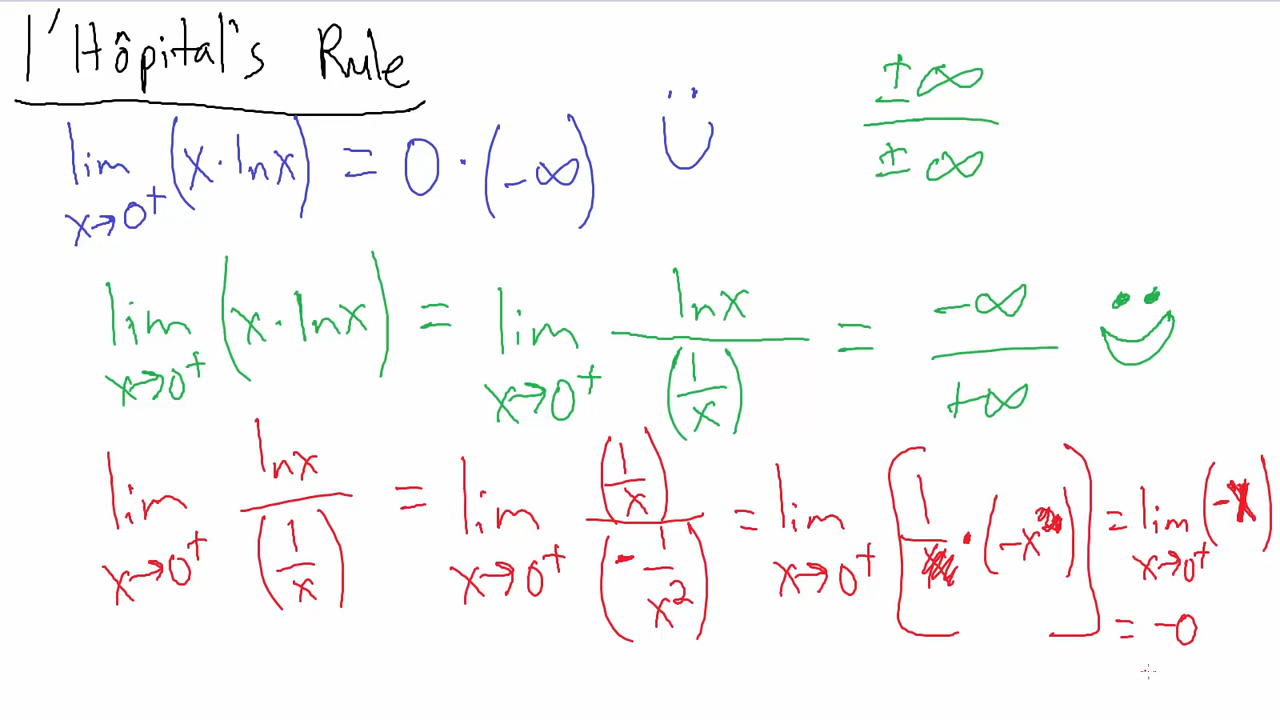 l'Hôpital's Rule
±∞ / ±∞
lim x→0⁺ (x·lnx) = 0·(-∞)
lim x→0⁺ (x·lnx) = lim x→0⁺ lnx / (1/x) = -∞ / +∞
lim x→0⁺ lnx / (1/x) = lim x→0⁺ (1/x) / (-1/x²) = lim x→0⁺ [1/x · (-x²)] = lim x→0⁺ (-x)
= -0